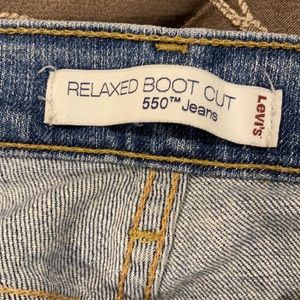 RELAXED BOOT CUT
550™ Jeans
LEVI'S